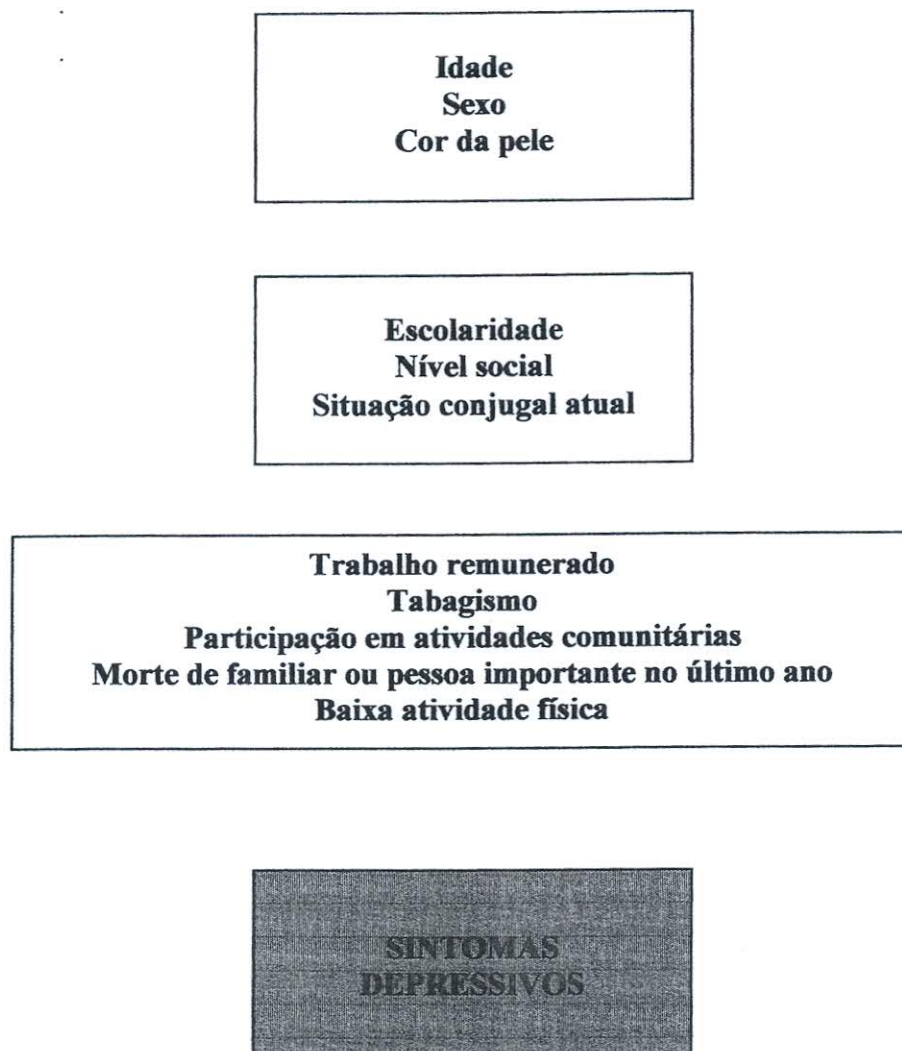 Idade
Sexo
Cor da pele
Escolaridade
Nível social
Situação conjugal atual
Trabalho remunerado
Tabagismo
Participação em atividades comunitárias
Morte de familiar ou pessoa importante no último ano
Baixa atividade física
SINTOMAS
DEPRESSIVOS